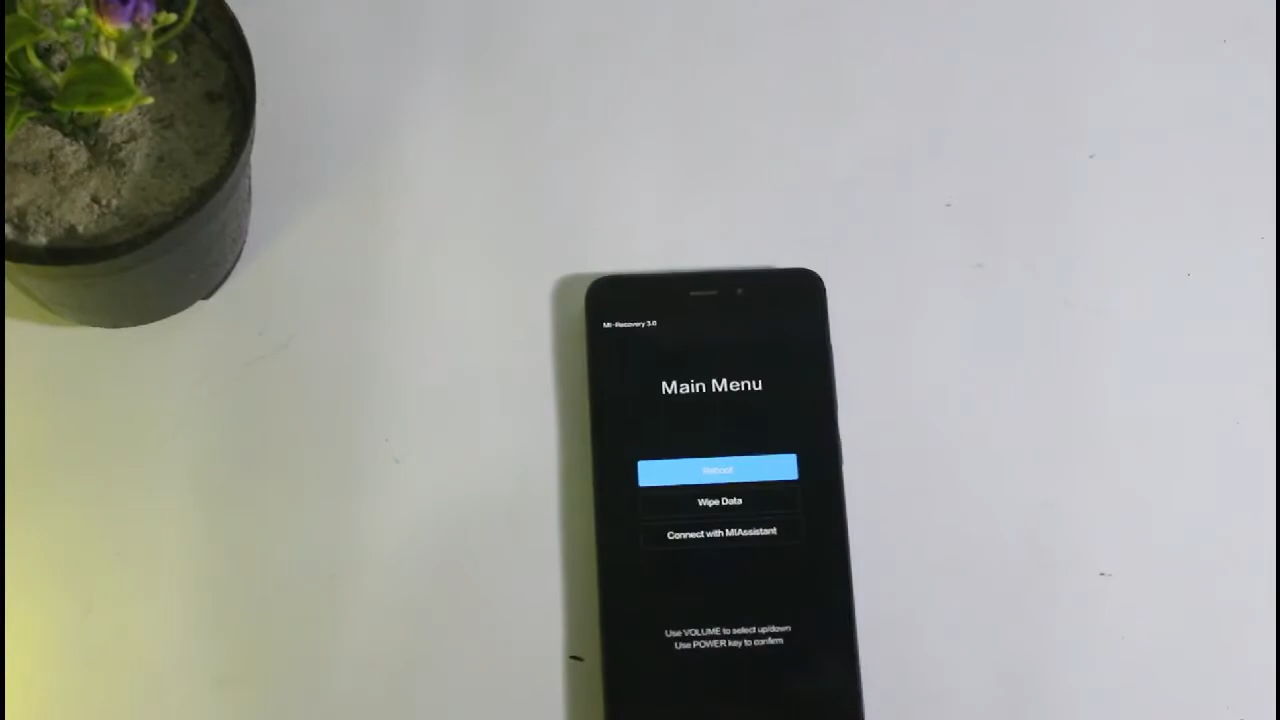 Mi-Recovery 3.0
Main Menu
Reboot
Wipe Data
Connect with MIAssistant
Use VOLUME to select up/down
Use POWER key to confirm